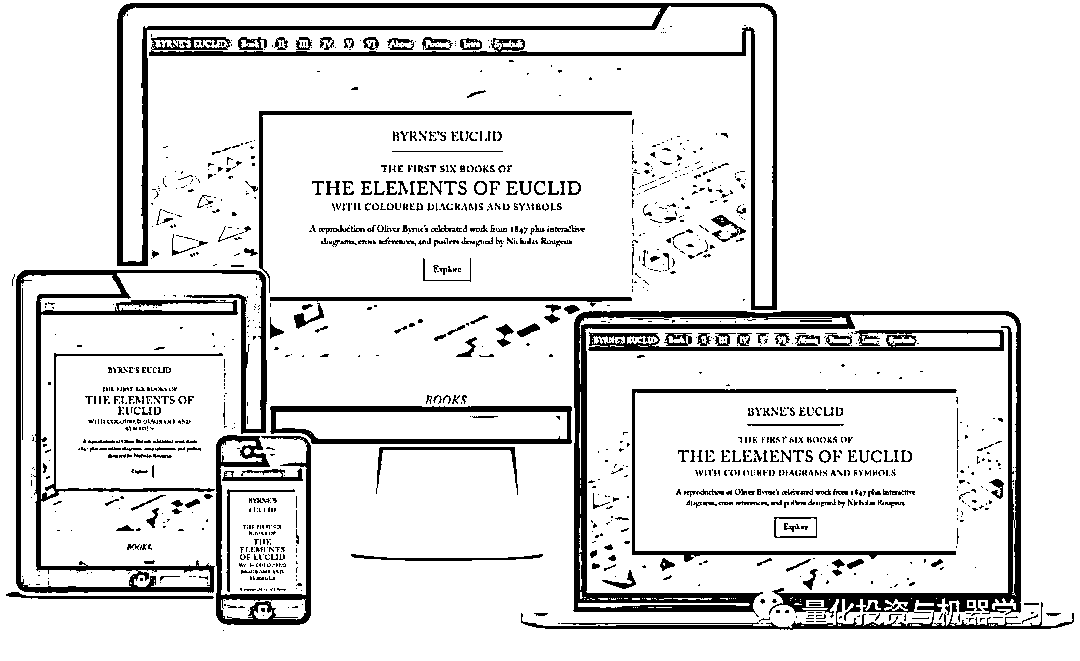 BYRNE'S EUCLID Book I II III IV V VI About Posters Symbols
BYRNE'S EUCLID
THE FIRST SIX BOOKS OF
THE ELEMENTS OF EUCLID
WITH COLOURED DIAGRAMS AND SYMBOLS
A reproduction of Oliver Byrne's celebrated work from 1847 plus interactive
diagrams, cross references, and posters designed by Nicholas Rougeux
Explore
BOOKS
BYRNE'S EUCLID
THE FIRST SIX BOOKS OF
THE ELEMENTS OF
EUCLID
WITH COLOURED DIAGRAMS AND
SYMBOLS
Explore
BOOKS
BYRNE'S
EUCLID
THE FIRST SIX
BOOKS OF
THE
ELEMENTS
OF EUCLID
WITH COLOURED
DIAGRAMS AND
SYMBOLS
BYRNE'S EUCLID Book I II III IV V VI Symbols
BYRNE'S EUCLID
THE FIRST SIX BOOKS OF
THE ELEMENTS OF EUCLID
WITH COLOURED DIAGRAMS AND SYMBOLS
A reproduction of Oliver Byrne's celebrated work from 1847 plus interactive
diagrams, cross references, and posters designed by Nicholas Rougeux
Explore
量化投资与机器学习